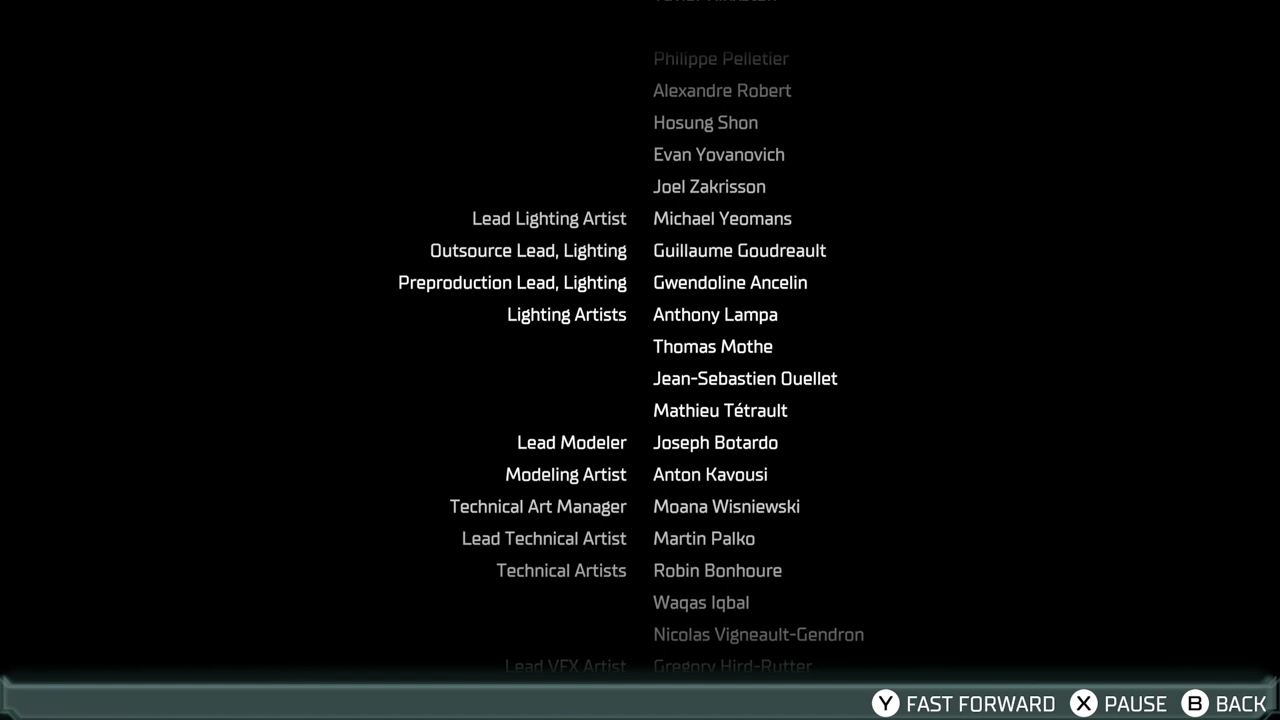 Philippe Pelletier
Alexandre Robert
Hosung Shon
Evan Yovanovich
Joel Zakrisson
Lead Lighting Artist Michael Yeomans
Outsource Lead, Lighting Guillaume Goudreault
Preproduction Lead, Lighting Gwendoline Ancelin
Lighting Artists Anthony Lampa
Thomas Mothe
Jean-Sebastien Ouellet
Mathieu Tétrault
Lead Modeler Joseph Botardo
Modeling Artist Anton Kavousi
Technical Art Manager Moana Wisniewski
Lead Technical Artist Martin Palko
Technical Artists Robin Bonhoure
Waqas Iqbal
Nicolas Vigneault-Gendron
Lead VFX Artist Gregory Hird-Rutter
Y FAST FORWARD X PAUSE B BACK